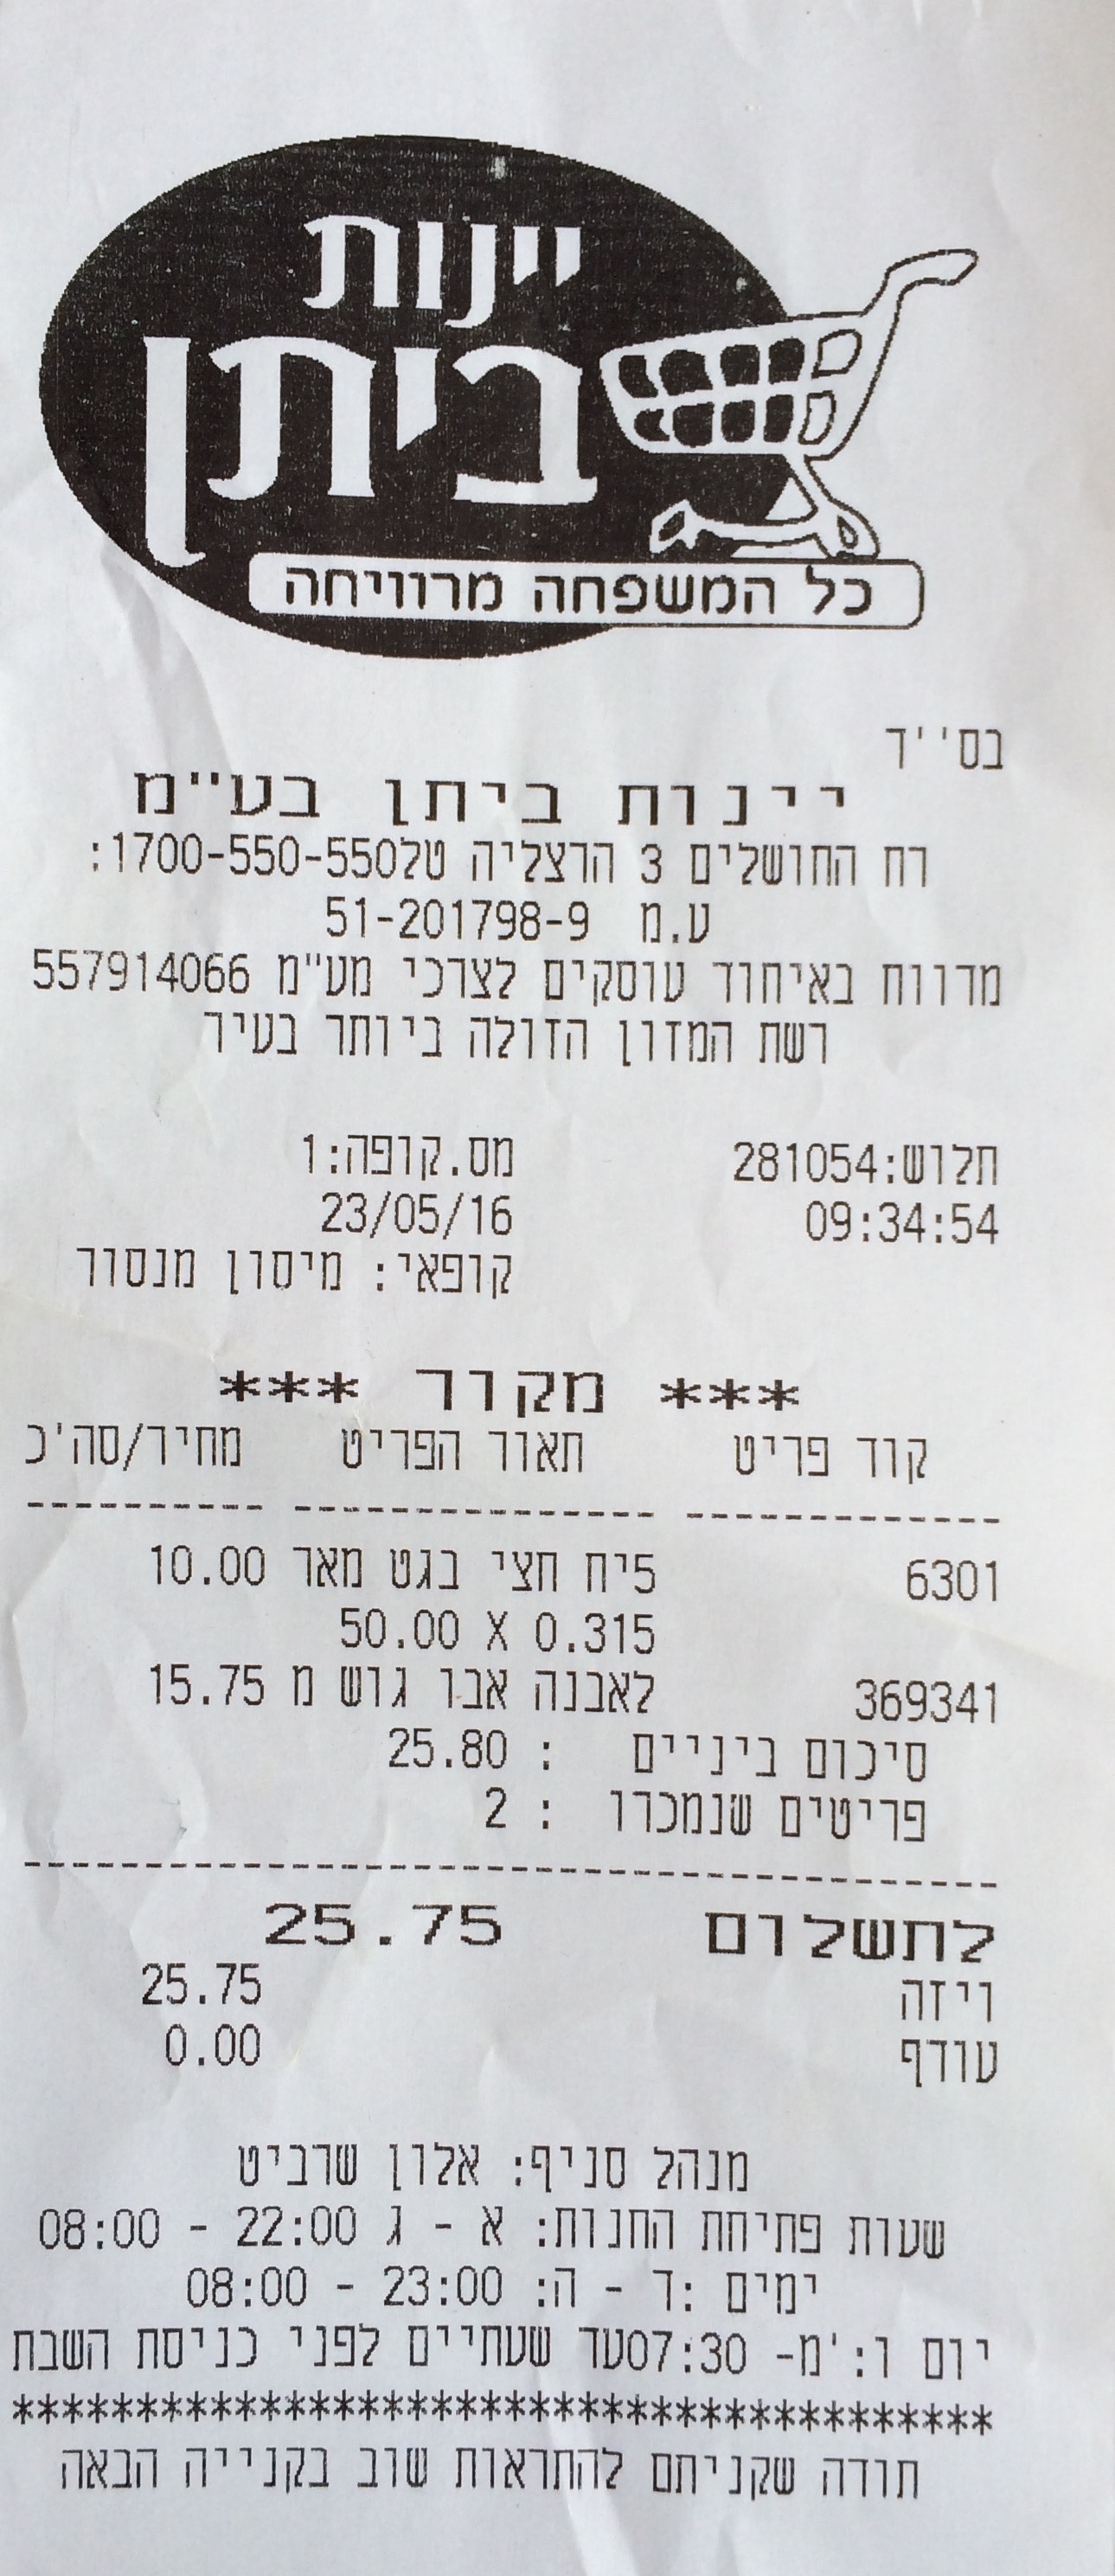 יינות
ביתן
כל המשפחה מרוויחה
בס''ד
יינות ביתן בע"מ
רח החושלים 3 הרצליה טל1700-550-550:
ע.מ 51-201798-9
מדווח באיחוד עוסקים לצרכי מע"מ 557914066
רשת המזון הזולה ביותר בעיר
תלוש:281054 מס.קופה:1
09:34:54 23/05/16
קופאי: מיסון מנסור
*** מקור ***
קוד פריט תאור הפריט מחיר/סה'כ
------------- --------------- ----------
6301 5יח חצי בגט מאר 10.00
50.00 X 0.315
369341 לאבנה אבו גוש מ 15.75
סיכום ביניים : 25.80
פריטים שנמכרו : 2
----------------------------------------
לתשלום 25.75
ויזה 25.75
עודף 0.00
מנהל סניף: אלון שרביט
שעות פתיחת החנות: א - ג 08:00 - 22:00
ימים :ד - ה: 08:00 - 23:00
יום ו:'מ- 07:30עד שעתיים לפני כניסת השבת
****************************************
תודה שקניתם להתראות שוב בקנייה הבאה